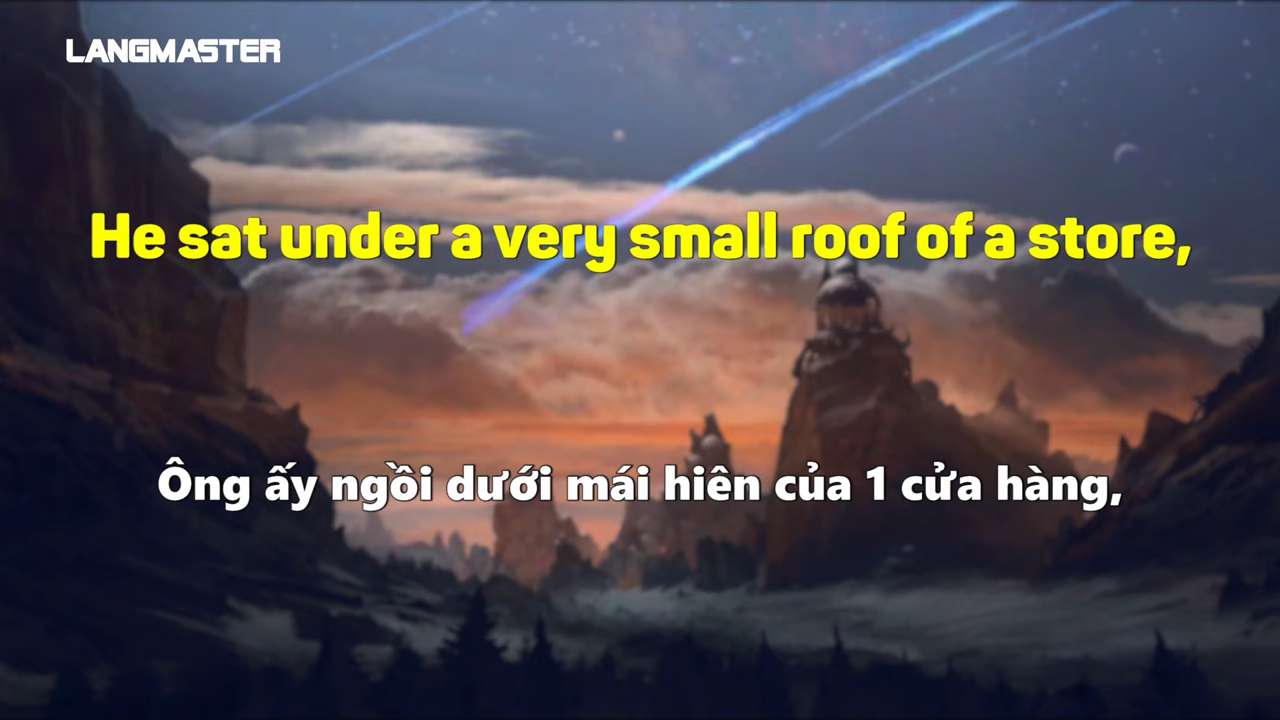 LANGMASTER
He sat under a very small roof of a store,
Ông ấy ngồi dưới mái hiên của 1 cửa hàng,